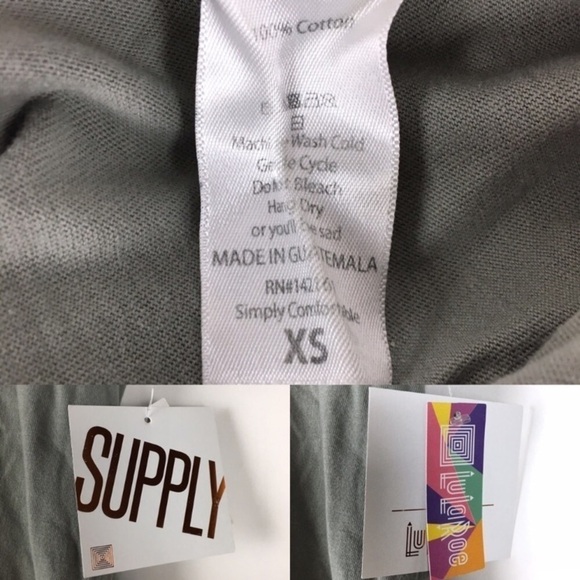 100% Cotton
Machine Wash Cold
Gentle Cycle
Do Not Bleach
Hang Dry
or you'll be sad
MADE IN GUATEMALA
Simply Comfortable
XS
SUPPLY
LuLaRoe
Lu